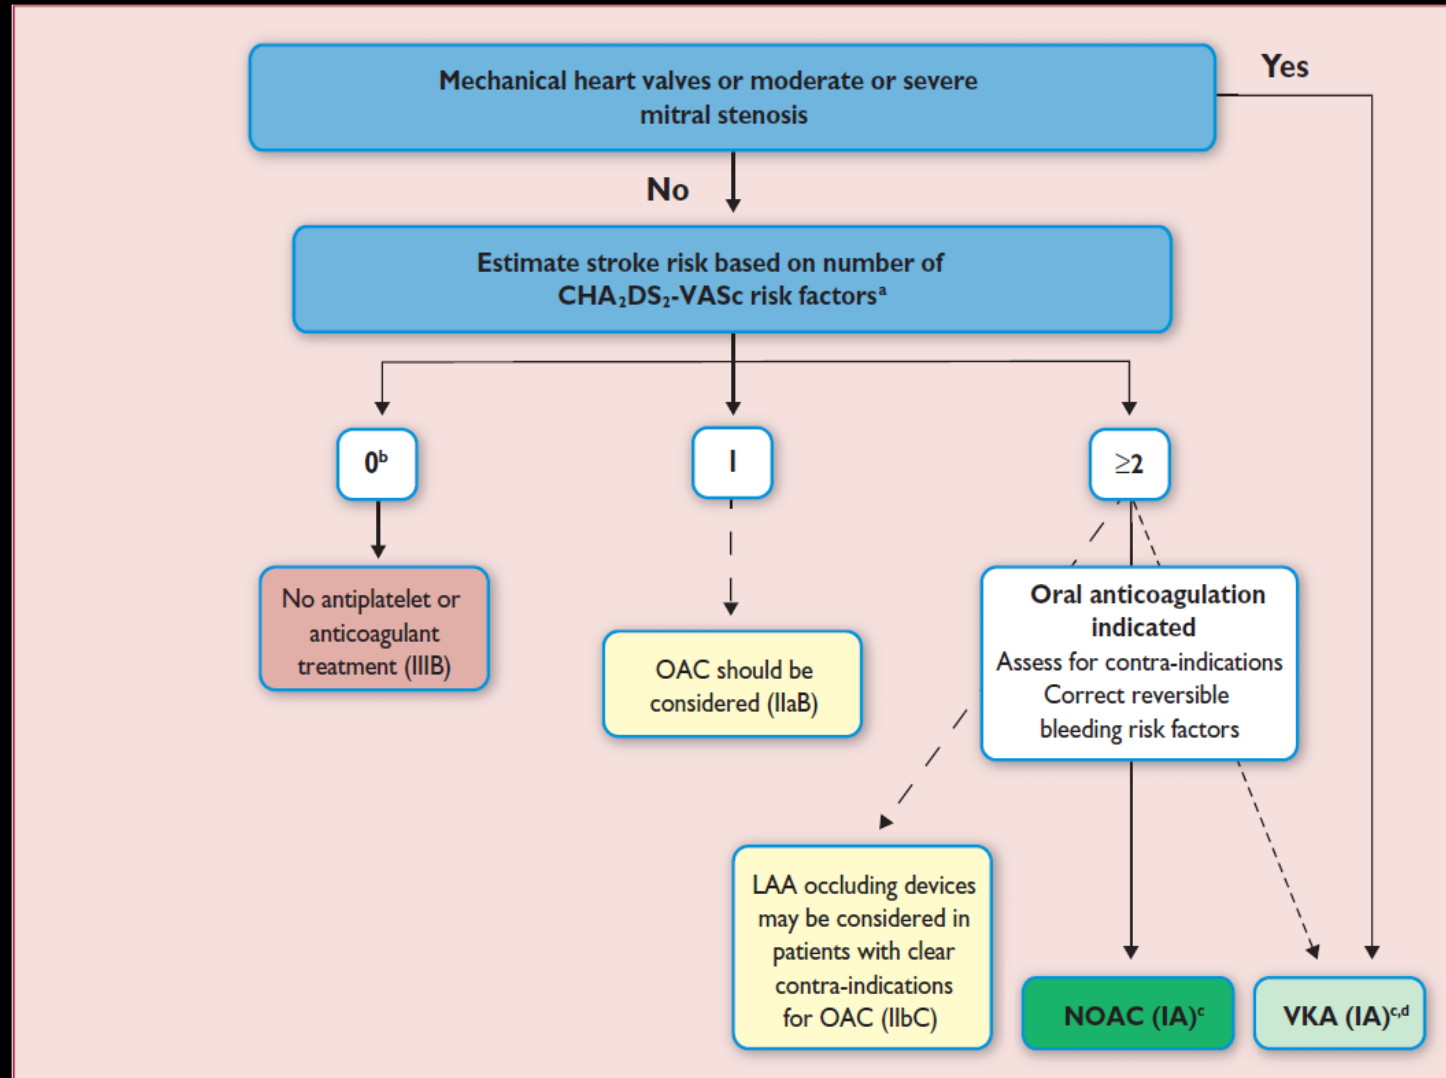 Mechanical heart valves or moderate or severe
mitral stenosis
Yes
No
Estimate stroke risk based on number of
CHA₂DS₂-VASc risk factorsᵃ
0ᵇ
1
≥2
No antiplatelet or
anticoagulant
treatment (IIIB)
OAC should be
considered (IIaB)
Oral anticoagulation
indicated
Assess for contra-indications
Correct reversible
bleeding risk factors
LAA occluding devices
may be considered in
patients with clear
contra-indications
for OAC (IIbC)
NOAC (IA)ᶜ
VKA (IA)ᶜ,ᵈ